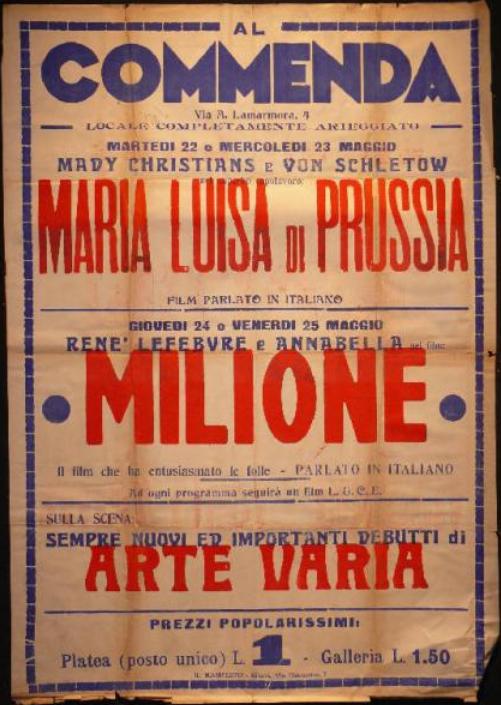 AL
COMMENDA
Via A. Lamarmora, 4
LOCALE COMPLETAMENTE ARIEGGIATO
MARTEDI 22 e MERCOLEDI 23 MAGGIO
MADY CHRISTIANS E VON SCHLETOW
capolavoro:
MARIA LUISA DI PRUSSIA
FILM PARLATO IN ITALIANO
GIOVEDI 24 e VENERDI 25 MAGGIO
RENE' LEFEBVRE e ANNABELLA nel film:
• MILIONE •
Il film che ha entusiasmato le folle - PARLATO IN ITALIANO
Ad ogni programma seguirà un film L. U. C. E.
SULLA SCENA:
SEMPRE NUOVI ED IMPORTANTI DEBUTTI di
ARTE VARIA
PREZZI POPOLARISSIMI:
Platea (posto unico) L. 1 - Galleria L. 1.50